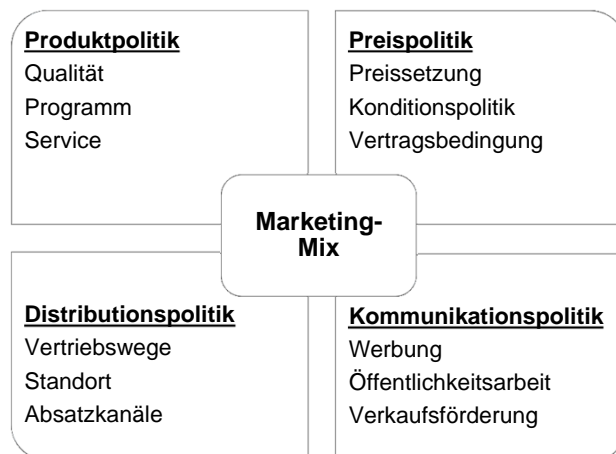 Produktpolitik
Qualität
Programm
Service
Preispolitik
Preissetzung
Konditionspolitik
Vertragsbedingung
Marketing-
Mix
Distributionspolitik
Vertriebswege
Standort
Absatzkanäle
Kommunikationspolitik
Werbung
Öffentlichkeitsarbeit
Verkaufsförderung